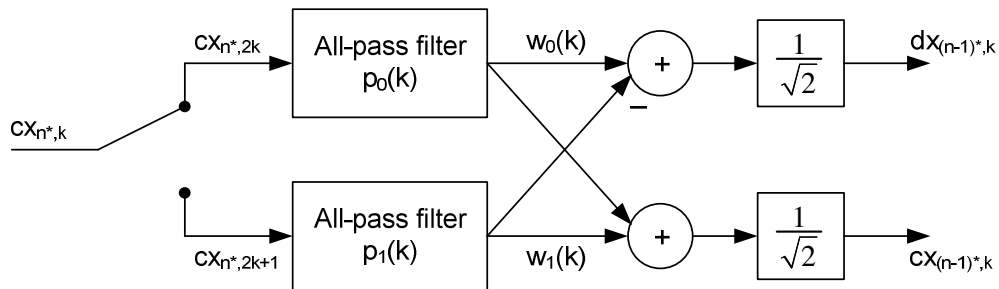 cx_{n*,k}
cx_{n*,2k}
All-pass filter
p_0(k)
w_0(k)
+
−
1
√2
dx_{(n-1)*,k}
cx_{n*,2k+1}
All-pass filter
p_1(k)
w_1(k)
+
1
√2
cx_{(n-1)*,k}